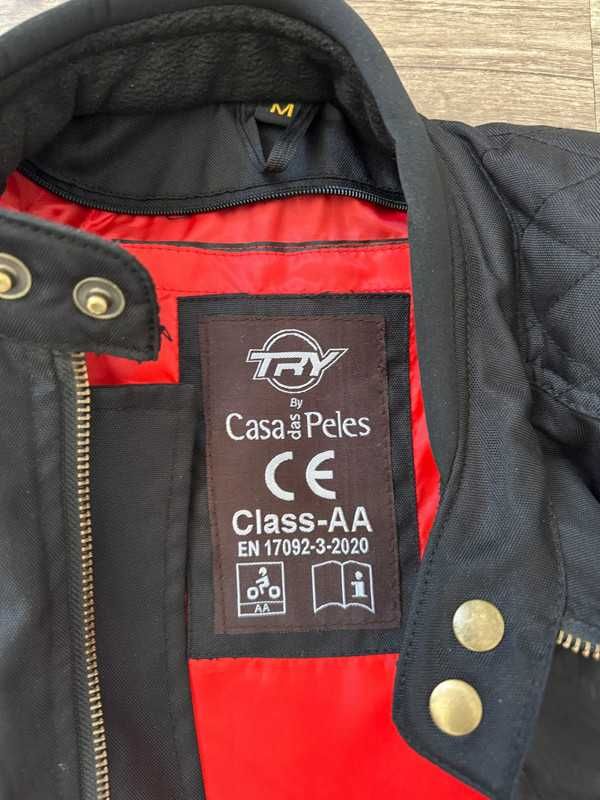 M
TRY
By
Casa das Peles
CE
Class-AA
EN 17092-3-2020
AA
i